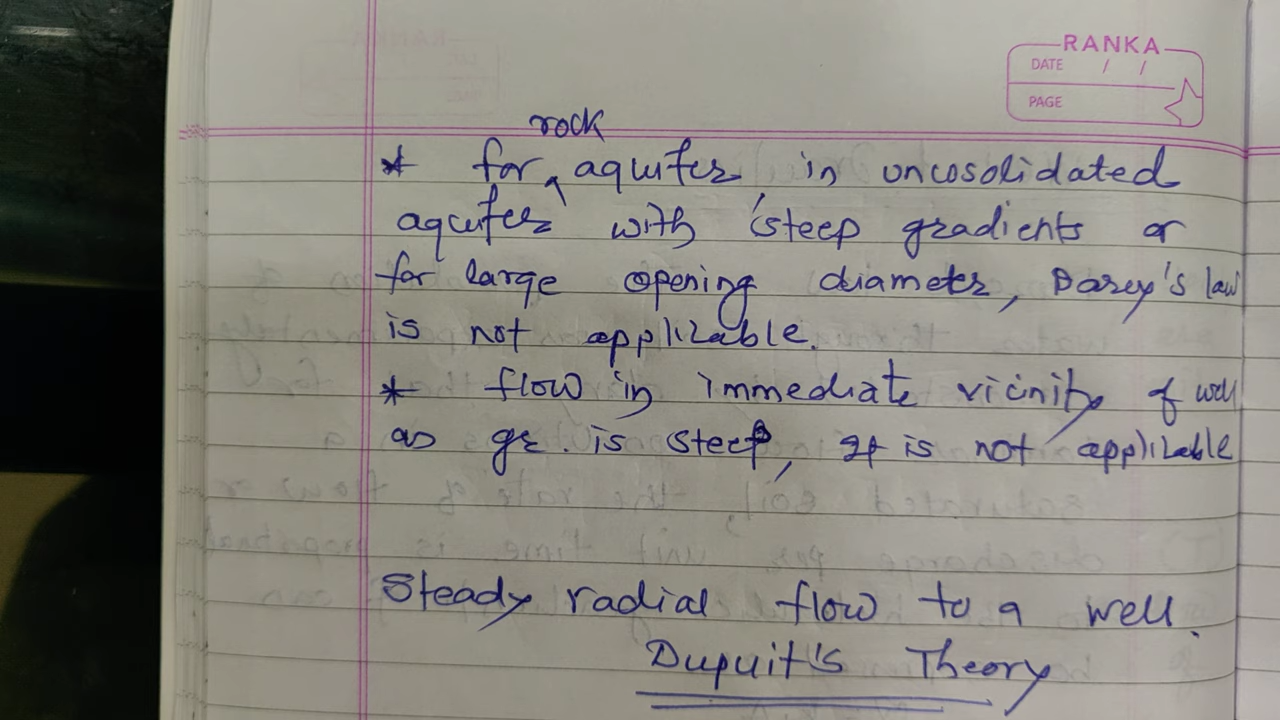 RANKA
DATE / /
PAGE
rock
* for ^ aquifer, in uncosolidated
aquifer with steep gradients or
for large opening diameter, Darcy's law
is not applicable.
* flow in immediate vicinity of well
as gr. is steep, It is not applicable
Steady radial flow to a well.
Dupuit's Theory